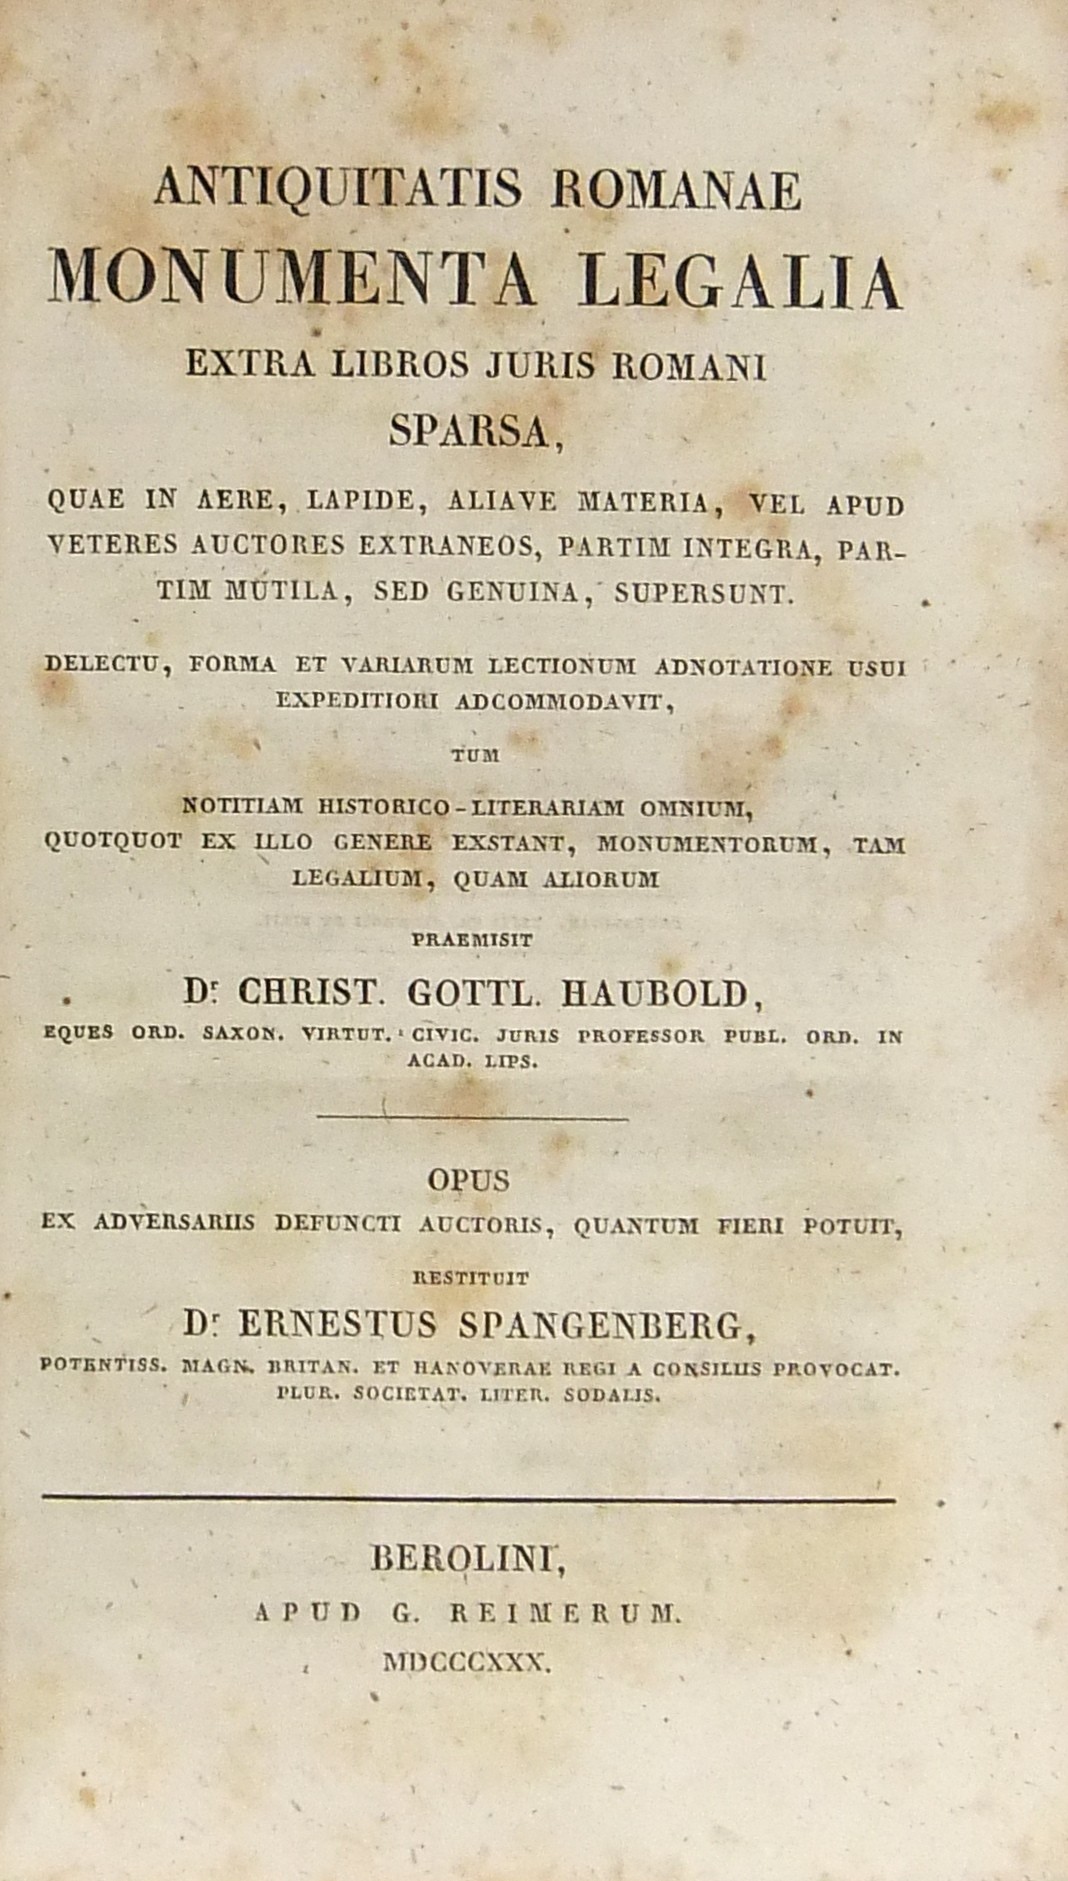 ANTIQUITATIS ROMANAE
MONUMENTA LEGALIA
EXTRA LIBROS JURIS ROMANI
SPARSA,
QUAE IN AERE, LAPIDE, ALIAVE MATERIA, VEL APUD
VETERES AUCTORES EXTRANEOS, PARTIM INTEGRA, PAR-
TIM MUTILA, SED GENUINA, SUPERSUNT.
DELECTU, FORMA ET VARIARUM LECTIONUM ADNOTATIONE USUI
EXPEDITIORI ADCOMMODAVIT,
TUM
NOTITIAM HISTORICO-LITERARIAM OMNIUM,
QUOTQUOT EX ILLO GENERE EXSTANT, MONUMENTORUM, TAM
LEGALIUM, QUAM ALIORUM
PRAEMISIT
Dr. CHRIST. GOTTL. HAUBOLD,
EQUES ORD. SAXON. VIRTUT. CIVIC. JURIS PROFESSOR PUBL. ORD. IN
ACAD. LIPS.
OPUS
EX ADVERSARIIS DEFUNCTI AUCTORIS, QUANTUM FIERI POTUIT,
RESTITUIT
Dr. ERNESTUS SPANGENBERG,
POTENTISS. MAGN. BRITAN. ET HANOVERAE REGI A CONSILIIS PROVOCAT.
PLUR. SOCIETAT. LITER. SODALIS.
BEROLINI,
APUD G. REIMERUM.
MDCCCXXX.